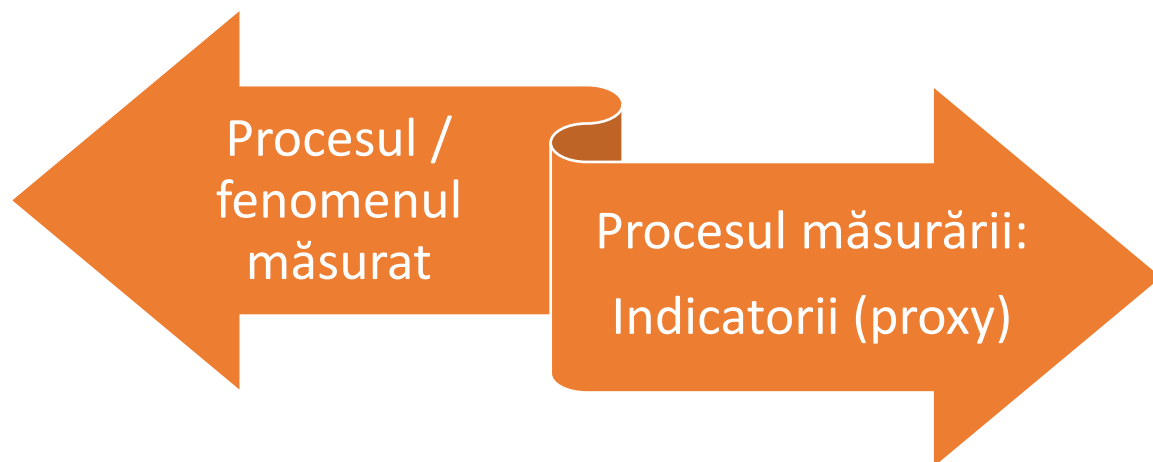 Procesul /
fenomenul
măsurat
Procesul măsurării:
Indicatorii (proxy)